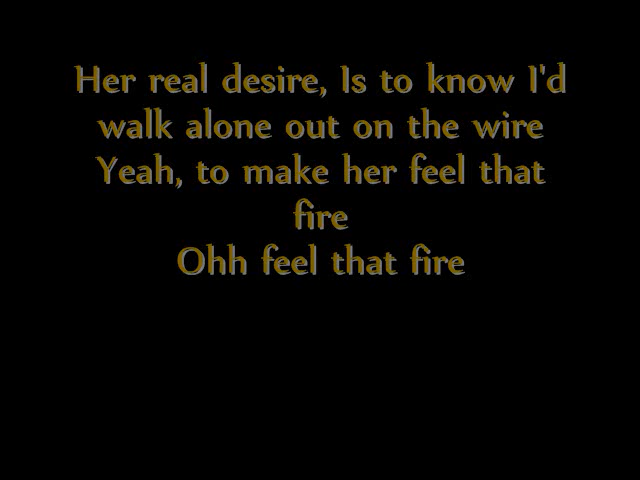 Her real desire, Is to know I'd
walk alone out on the wire
Yeah, to make her feel that
fire
Ohh feel that fire